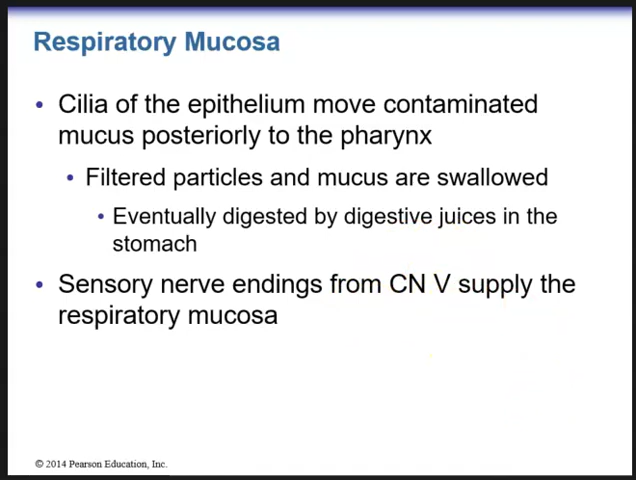 Respiratory Mucosa
• Cilia of the epithelium move contaminated
mucus posteriorly to the pharynx
• Filtered particles and mucus are swallowed
• Eventually digested by digestive juices in the
stomach
• Sensory nerve endings from CN V supply the
respiratory mucosa
© 2014 Pearson Education, Inc.